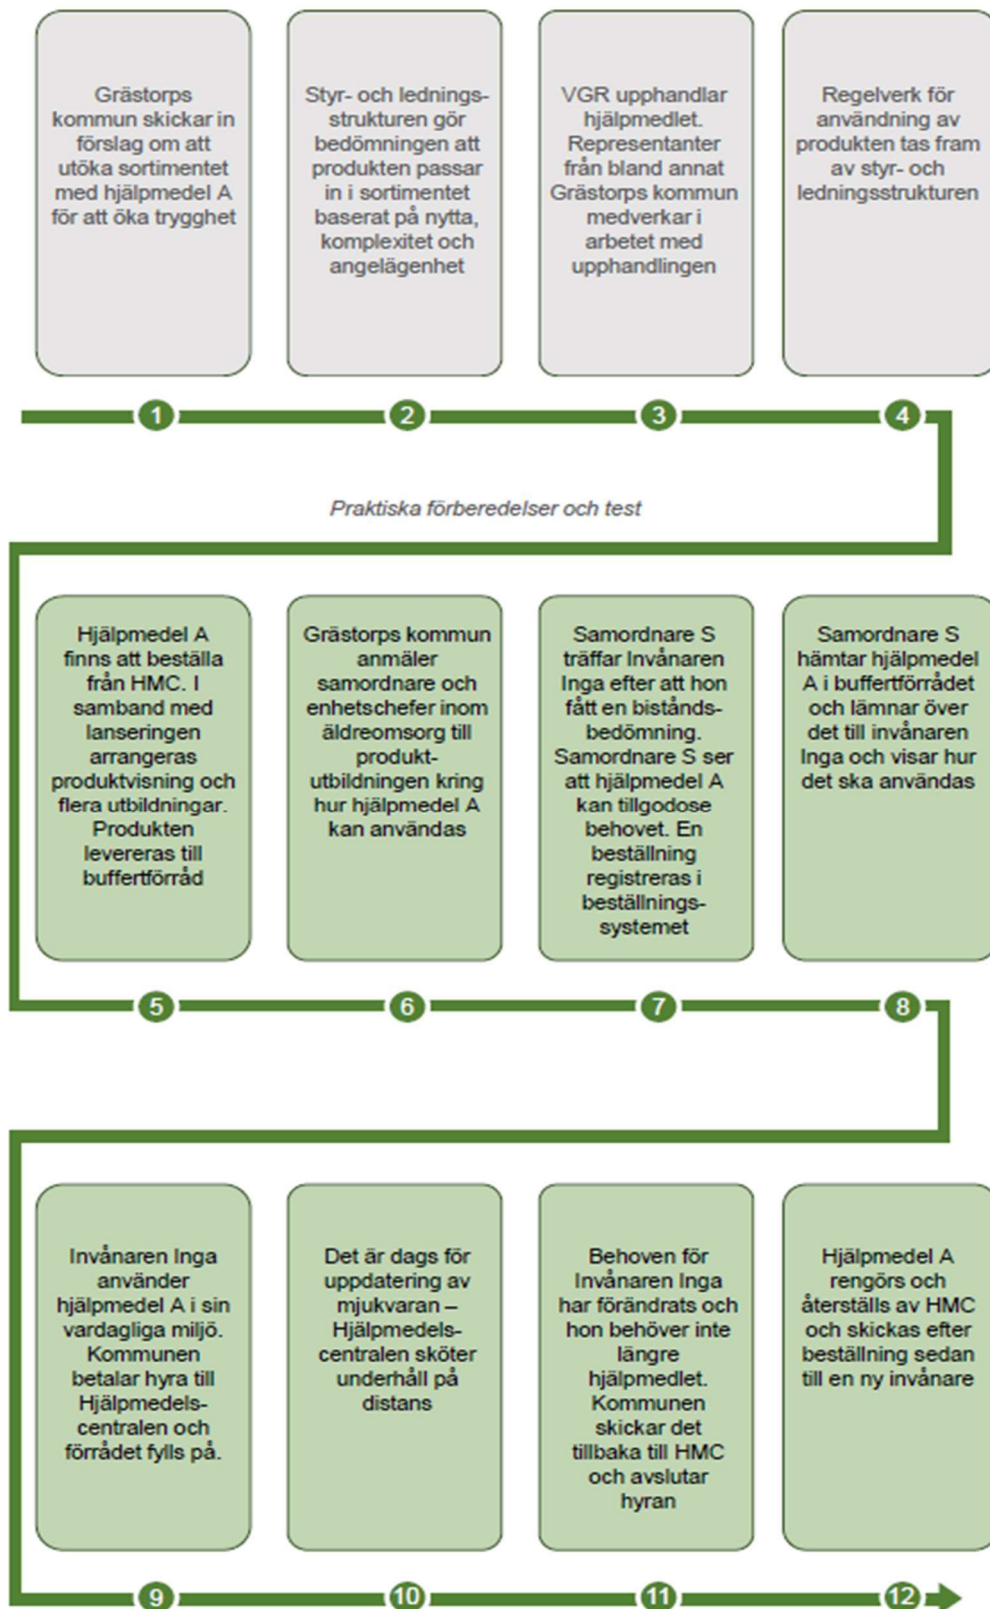 Grästorps
kommun skickar in
förslag om att
utöka sortimentet
med hjälpmedel A
för att öka trygghet
Styr- och lednings-
strukturen gör
bedömningen att
produkten passar
in i sortimentet
baserat på nytta,
komplexitet och
angelägenhet
VGR upphandlar
hjälpmedlet.
Representanter
från bland annat
Grästorps kommun
medverkar i
arbetet med
upphandlingen
Regelverk för
användning av
produkten tas fram
av styr- och
ledningsstrukturen
1
2
3
4
Praktiska förberedelser och test
Hjälpmedel A
finns att beställa
från HMC. I
samband med
lanseringen
arrangeras
produktvisning och
flera utbildningar.
Produkten
levereras till
buffertförråd
Grästorps kommun
anmäler
samordnare och
enhetschefer inom
äldreomsorg till
produkt-
utbildningen kring
hur hjälpmedel A
kan användas
Samordnare S
träffar Invånaren
Inga efter att hon
fått en bistånds-
bedömning.
Samordnare S ser
att hjälpmedel A
kan tillgodose
behovet. En
beställning
registreras i
beställnings-
systemet
Samordnare S
hämtar hjälpmedel
A i buffertförrådet
och lämnar över
det till invånaren
Inga och visar hur
det ska användas
5
6
7
8
Invånaren Inga
använder
hjälpmedel A i sin
vardagliga miljö.
Kommunen
betalar hyra till
Hjälpmedels-
centralen och
förrådet fylls på.
Det är dags för
uppdatering av
mjukvaran –
Hjälpmedels-
centralen sköter
underhåll på
distans
Behoven för
Invånaren Inga
har förändrats och
hon behöver inte
längre
hjälpmedlet.
Kommunen
skickar det
tillbaka till HMC
och avslutar
hyran
Hjälpmedel A
rengörs och
återställs av HMC
och skickas efter
beställning sedan
till en ny invånare
9
10
11
12